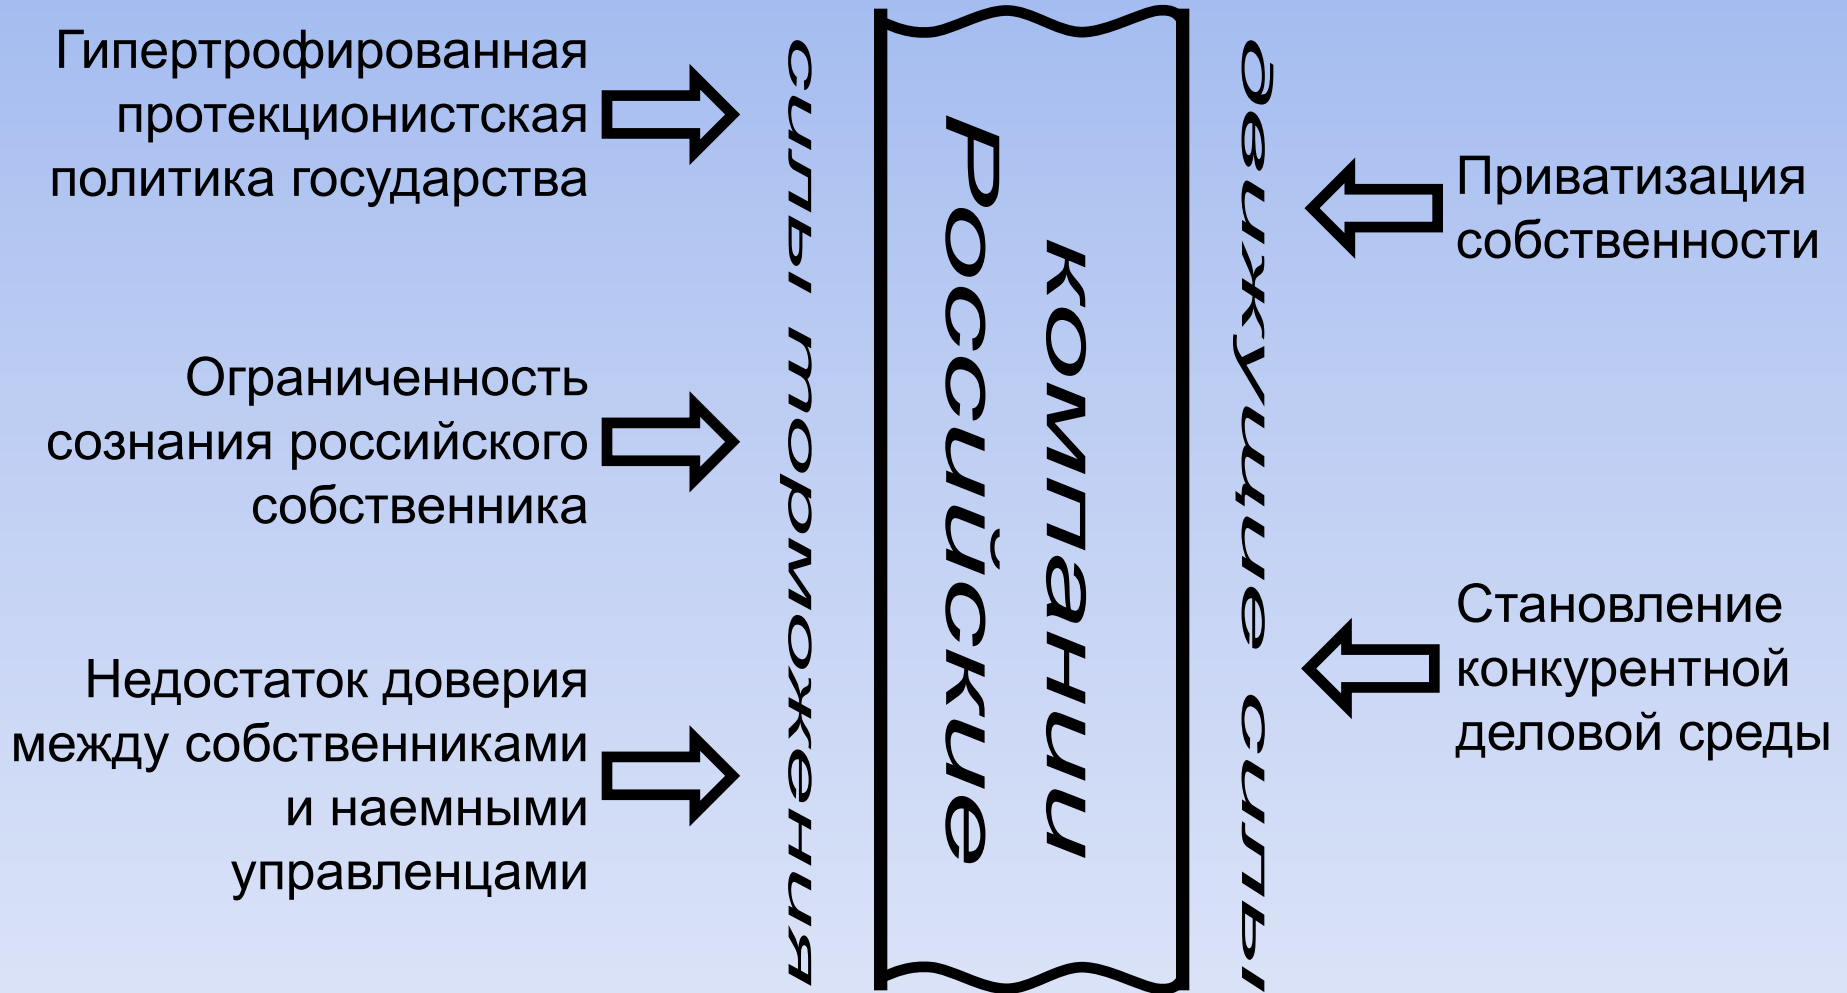 Гипертрофированная
протекционистская
политика государства
Ограниченность
сознания российского
собственника
Недостаток доверия
между собственниками
и наемными
управленцами
силы торможения
Российские
компании
движущие силы
Приватизация
собственности
Становление
конкурентной
деловой среды